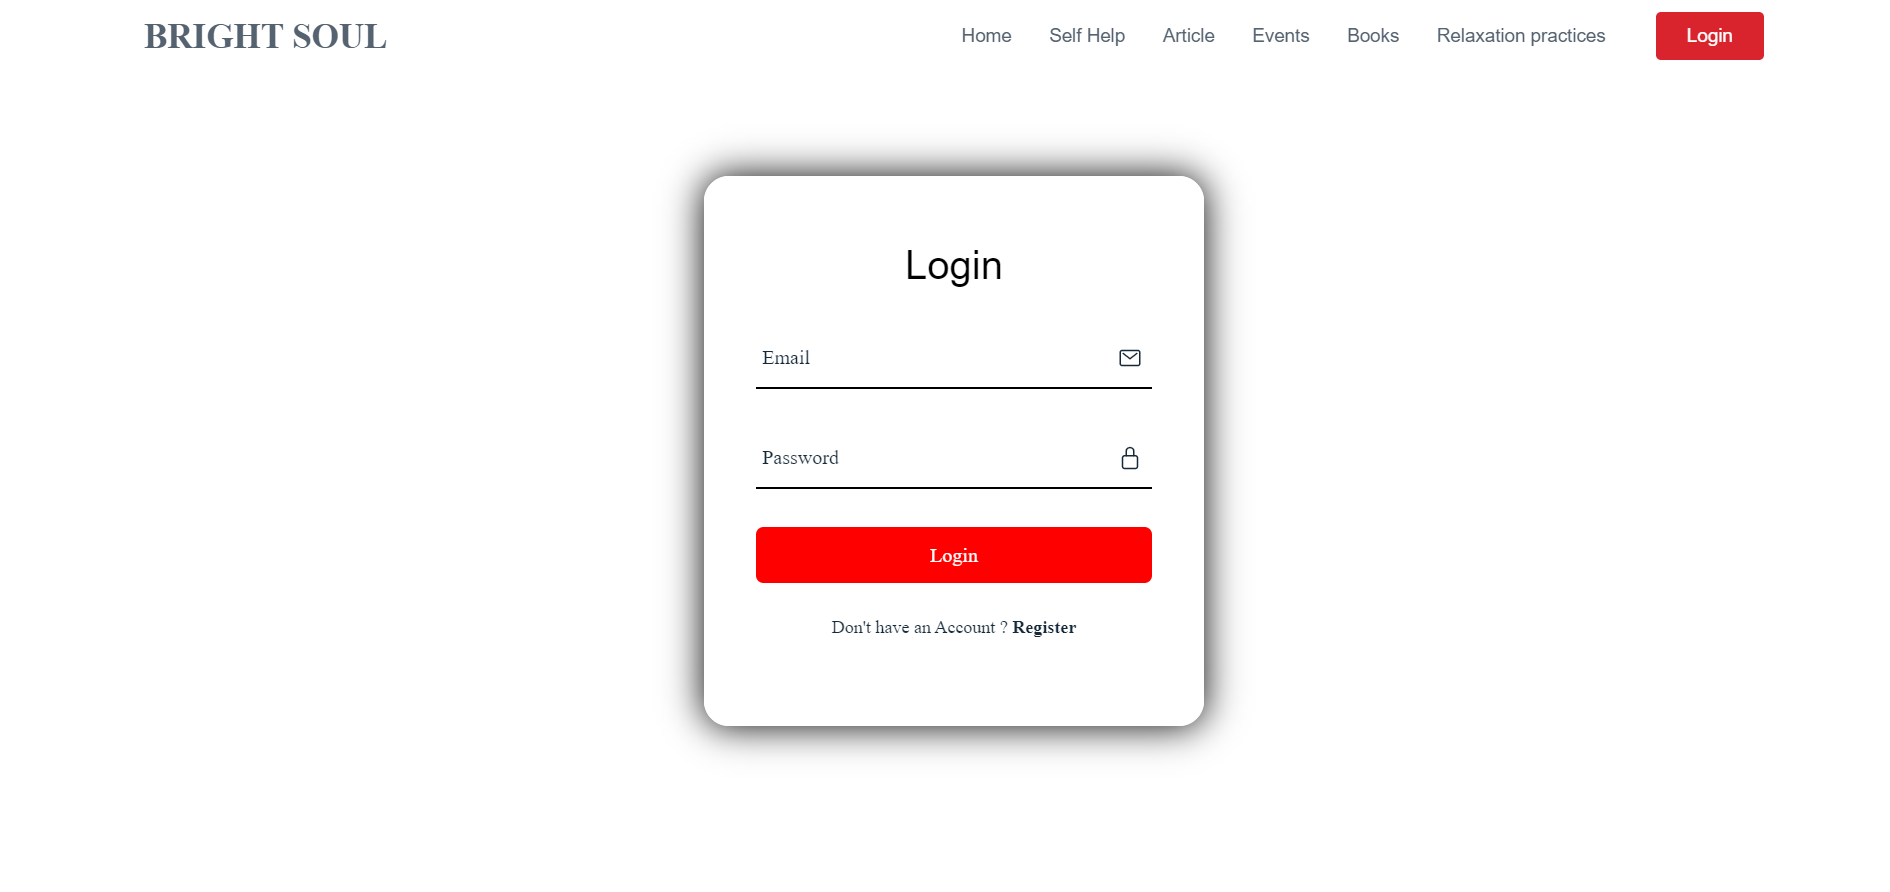 BRIGHT SOUL Home Self Help Article Events Books Relaxation practices Login
Login
Email
Password
Login
Don't have an Account ? Register